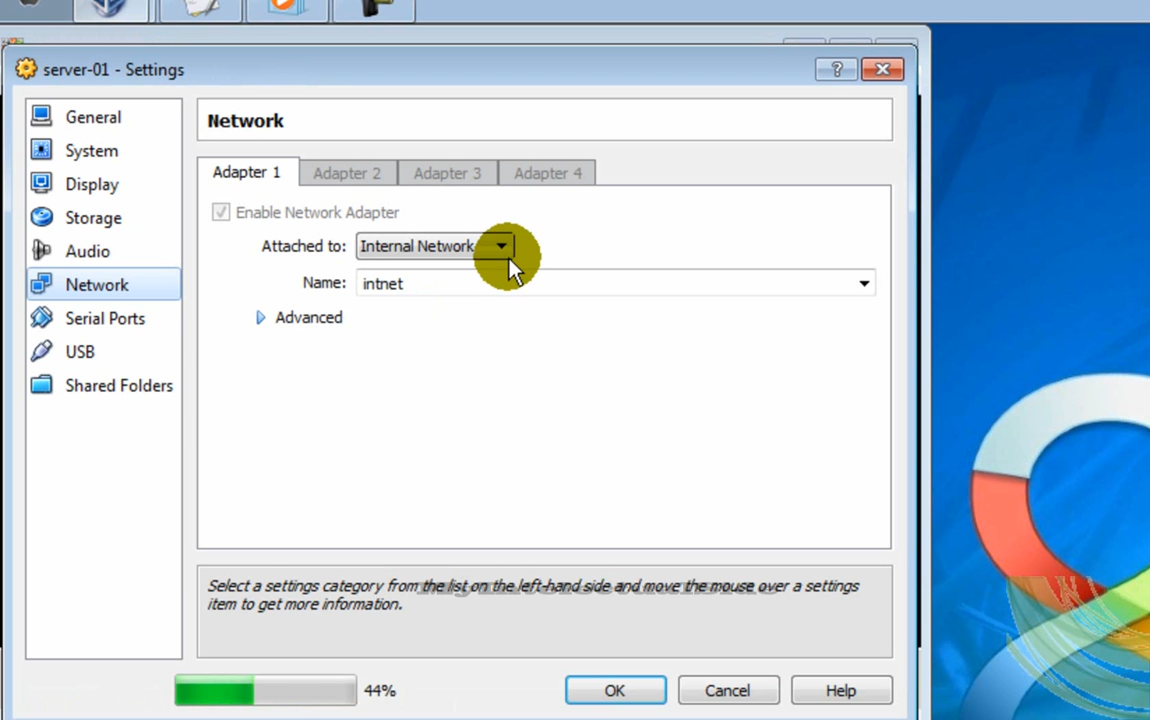 server-01 - Settings
?
General
System
Display
Storage
Audio
Network
Serial Ports
USB
Shared Folders
Network
Adapter 1
Adapter 2
Adapter 3
Adapter 4
Enable Network Adapter
Attached to: Internal Network
Name: intnet
Advanced
Select a settings category from the list on the left-hand side and move the mouse over a settings
item to get more information.
44%
OK
Cancel
Help